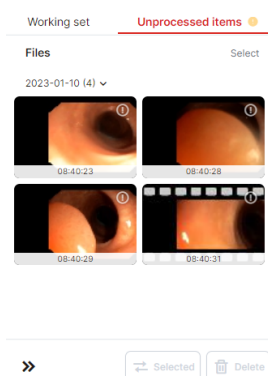 Working set Unprocessed items
Files Select
2023-01-10 (4)
08:40:23 08:40:28
08:40:29 08:40:31
Selected Delete